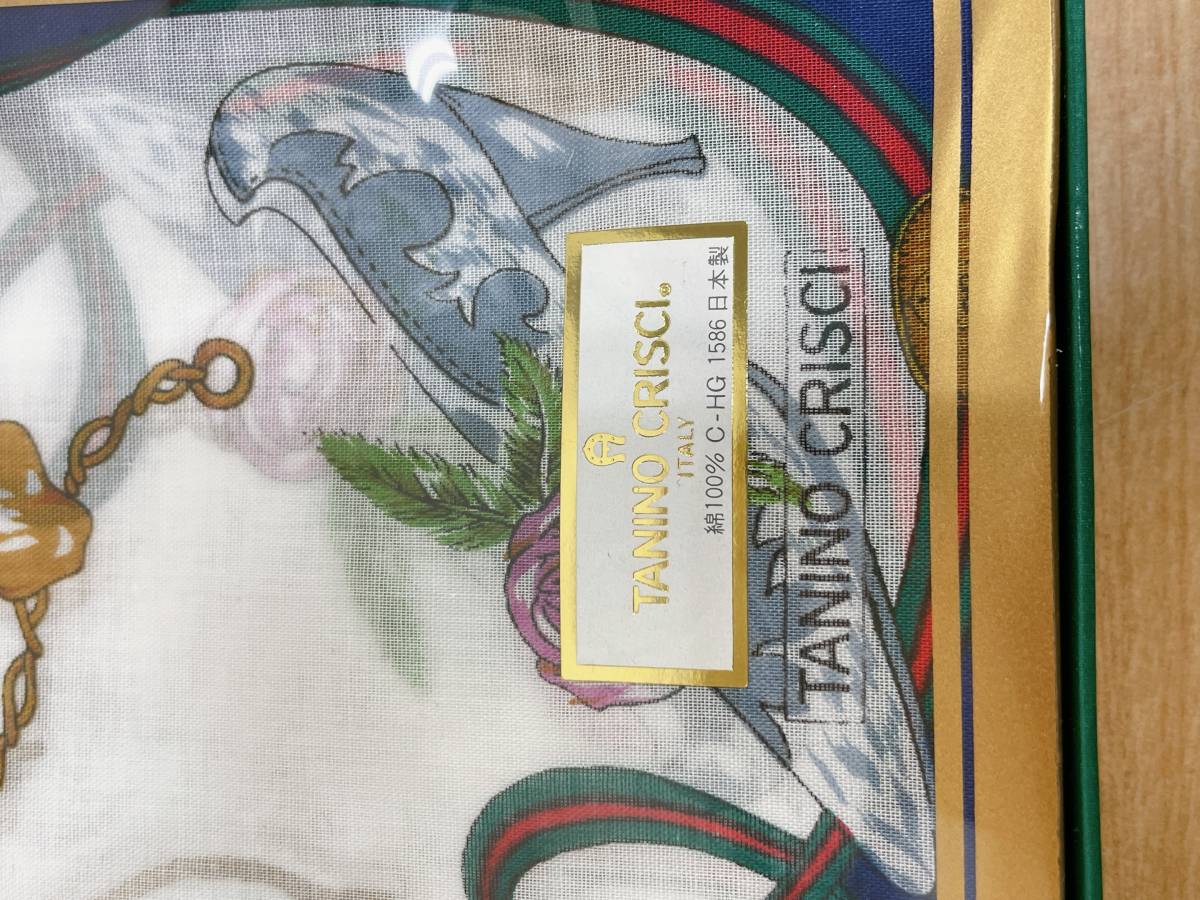 TANINO CRISCI®
ITALY
綿100% C-HG 1586 日本製
TANINO CRISCI